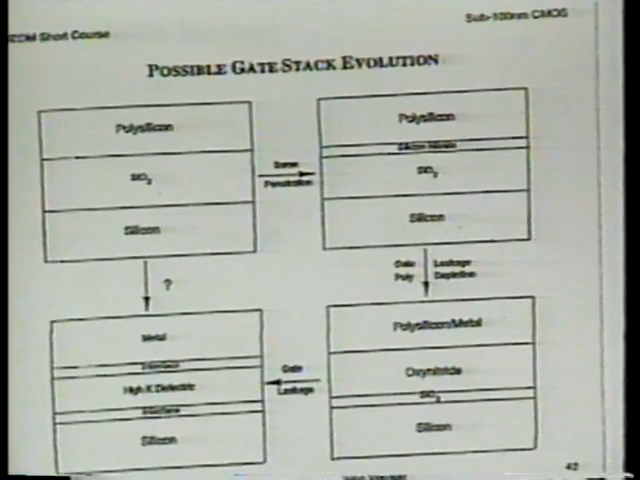 IEDM Short Course
Sub-100nm CMOS
POSSIBLE GATE STACK EVOLUTION
Polysilicon
SiO2
Silicon
Boron
Penetration
Polysilicon
Silicon Nitride
SiO2
Silicon
?
Gate Leakage
Poly Depletion
Metal
Interface
High K Dielectric
Interface
Silicon
Gate
Leakage
Polysilicon/Metal
Oxynitride
SiO2
Silicon
42